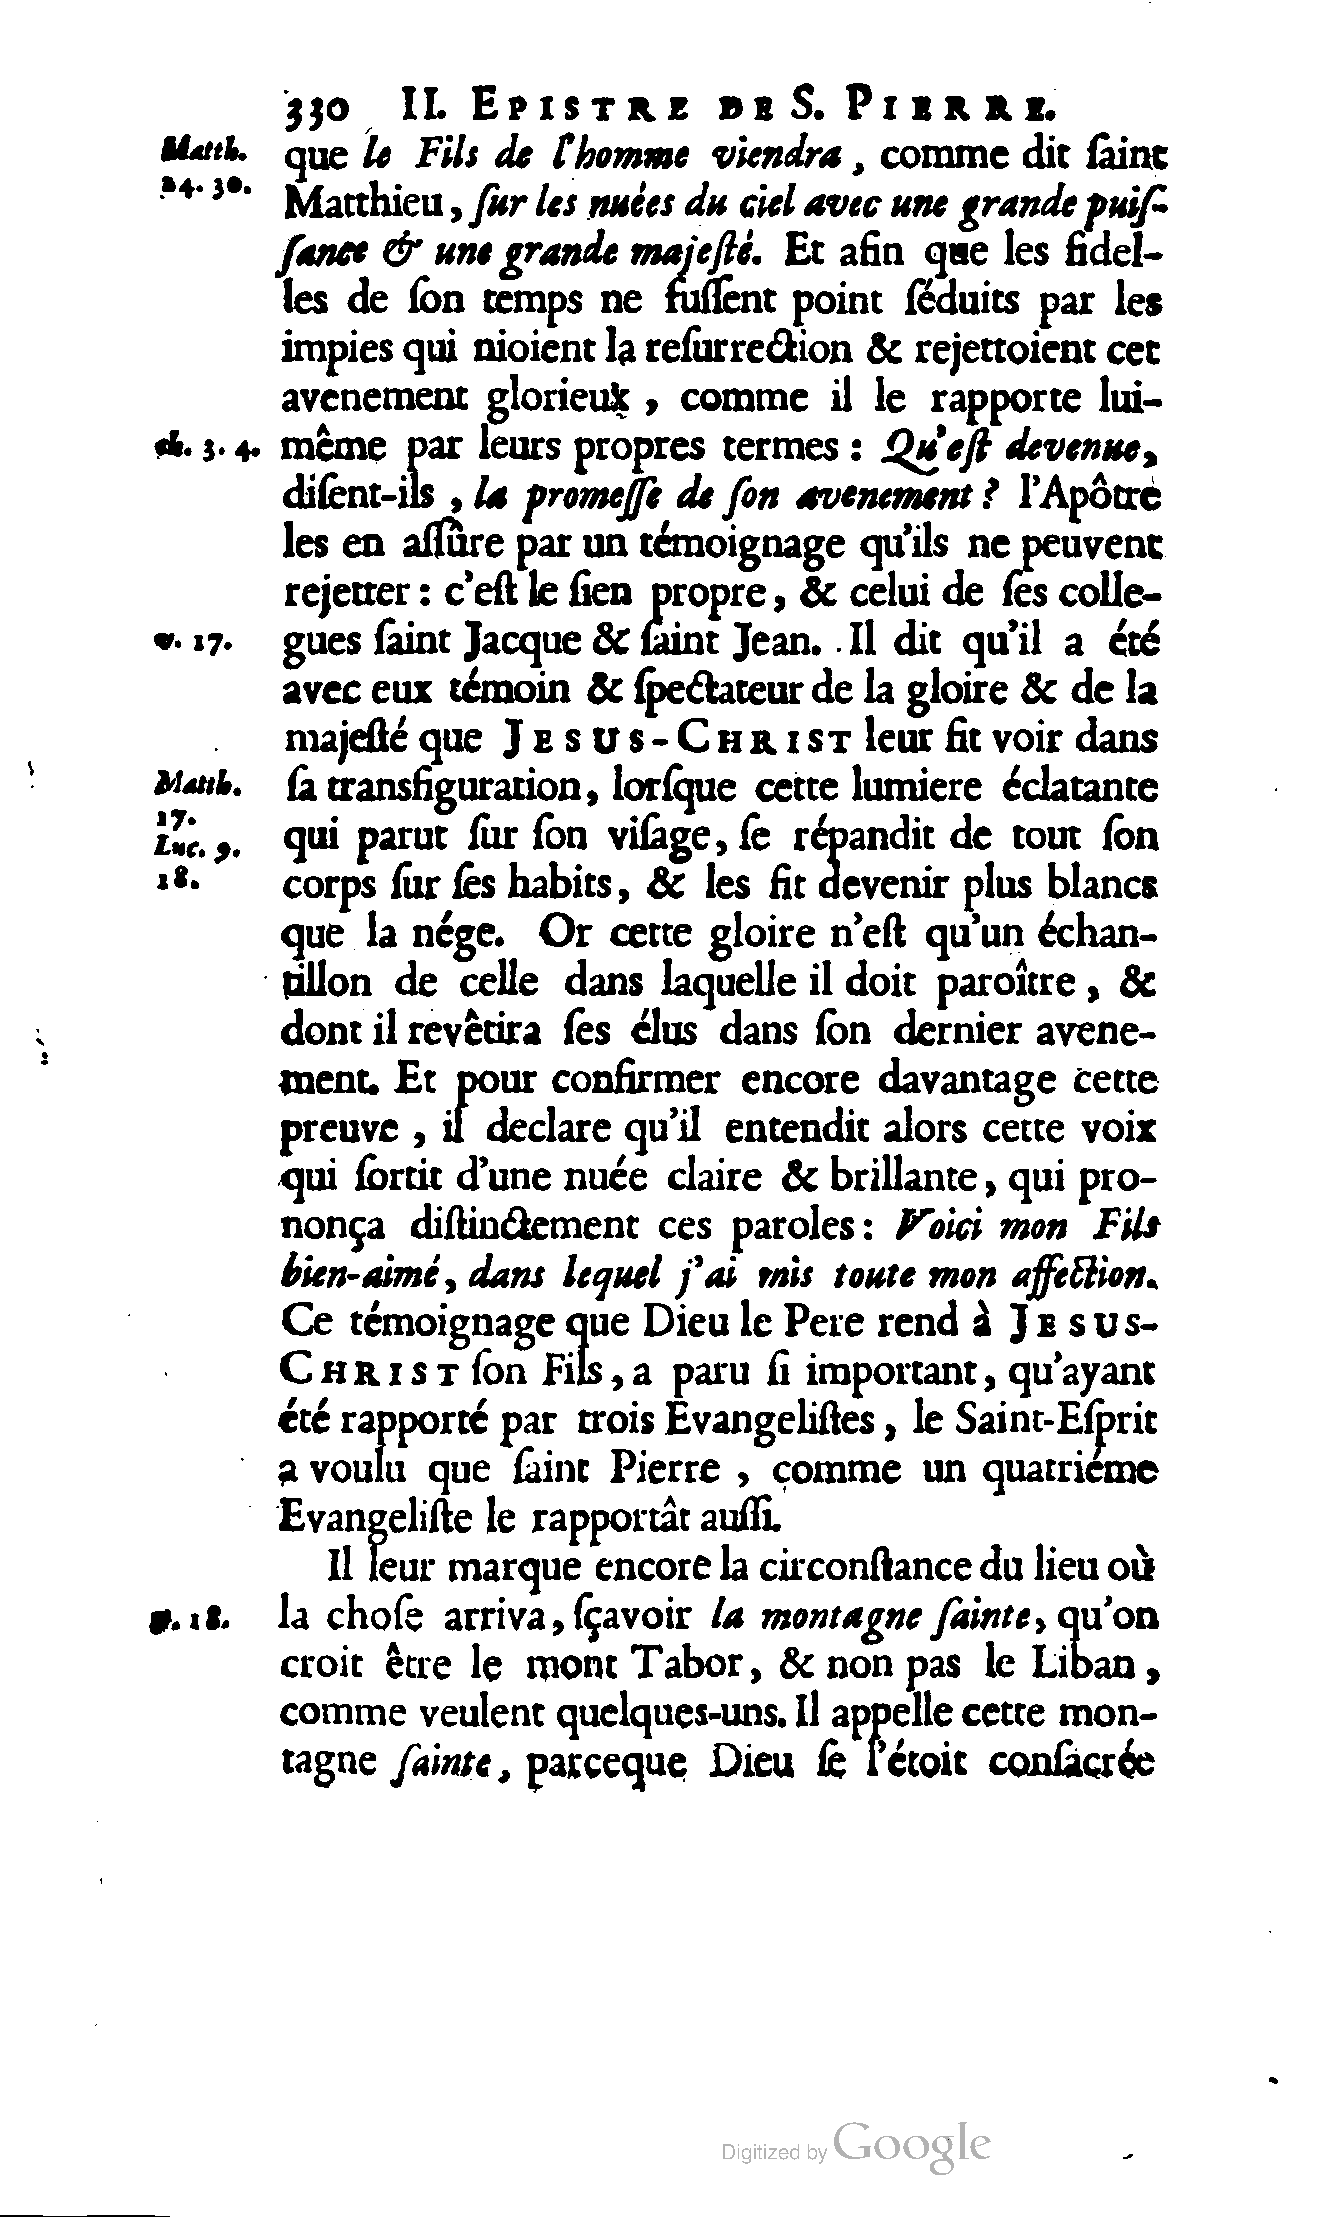 330 II. EPISTRE DE S. PIERRE.
Matth. que le Fils de l'homme viendra, comme dit ſaint
24. 30. Matthieu, ſur les nuées du ciel avec une grande puiſ-
ſance & une grande majeſté. Et afin que les fidel-
les de ſon temps ne fuſſent point ſéduits par les
impies qui nioient la reſurrection & rejettoient cet
avenement glorieux, comme il le rapporte lui-
ch. 3. 4. même par leurs propres termes : Qu'eſt devenue,
diſent-ils, la promeſſe de ſon avenement ? l'Apôtre
les en aſſûre par un témoignage qu'ils ne peuvent
rejetter : c'eſt le ſien propre, & celui de ſes colle-
v. 17. gues ſaint Jacque & ſaint Jean. Il dit qu'il a été
avec eux témoin & ſpectateur de la gloire & de la
majeſté que JESUS-CHRIST leur fit voir dans
Matth. ſa transfiguration, lorſque cette lumiere éclatante
17.
Luc. 9. qui parut ſur ſon viſage, ſe répandit de tout ſon
18. corps ſur ſes habits, & les fit devenir plus blancs
que la nége. Or cette gloire n'eſt qu'un échan-
tillon de celle dans laquelle il doit paroître, &
dont il revêtira ſes élus dans ſon dernier avene-
ment. Et pour confirmer encore davantage cette
preuve, il declare qu'il entendit alors cette voix
qui ſortit d'une nuée claire & brillante, qui pro-
nonça diſtinctement ces paroles : Voici mon Fils
bien-aimé, dans lequel j'ai mis toute mon affection.
Ce témoignage que Dieu le Pere rend à JESUS-
CHRIST ſon Fils, a paru ſi important, qu'ayant
été rapporté par trois Evangeliſtes, le Saint-Eſprit
a voulu que ſaint Pierre, comme un quatriéme
Evangeliſte le rapportât auſſi.
Il leur marque encore la circonſtance du lieu où
v. 18. la choſe arriva, ſçavoir la montagne ſainte, qu'on
croit être le mont Tabor, & non pas le Liban,
comme veulent quelques-uns. Il appelle cette mon-
tagne ſainte, parceque Dieu ſe l'étoit conſacrée
Digitized by Google